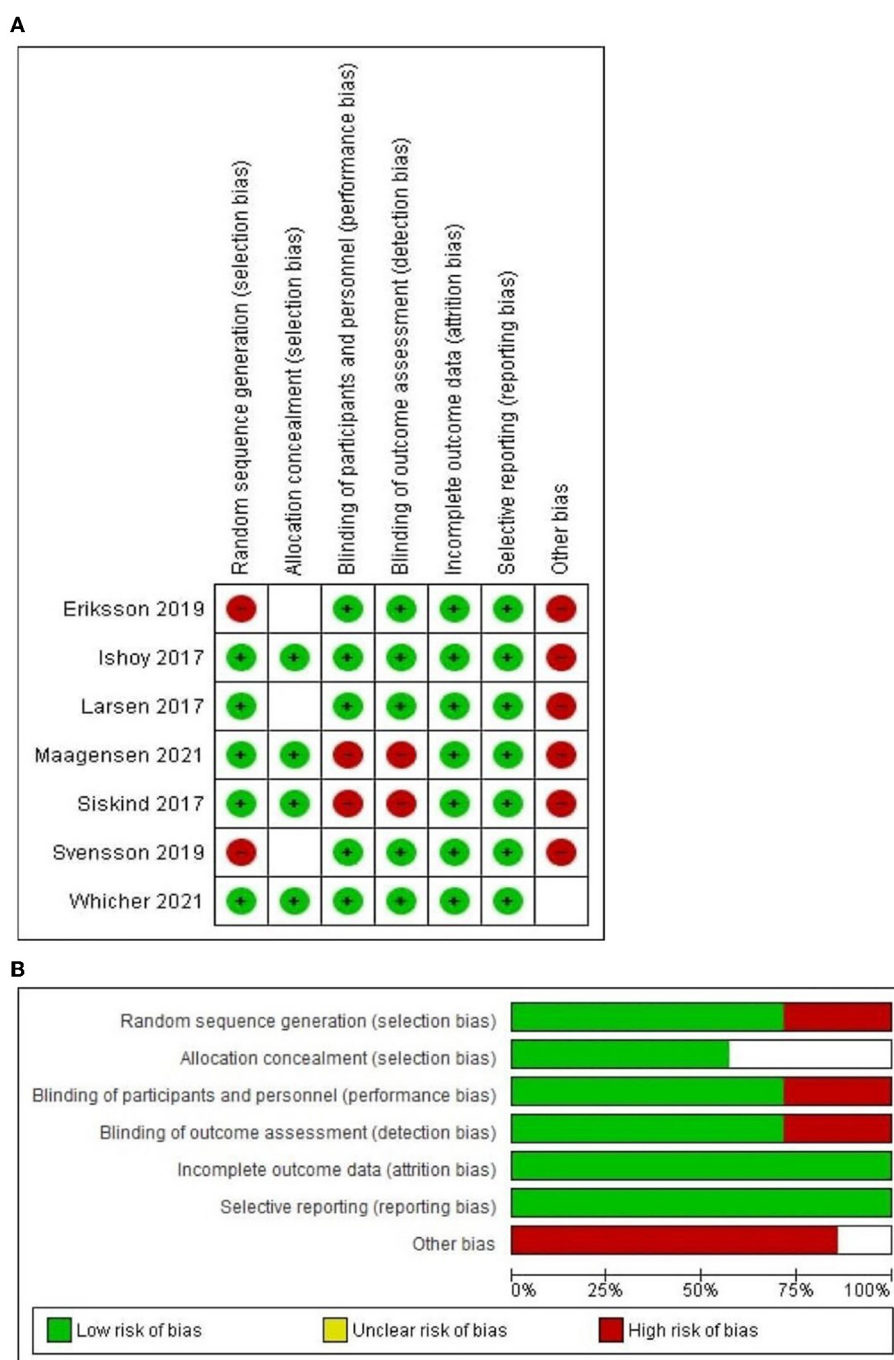 A
Random sequence generation (selection bias)
Allocation concealment (selection bias)
Blinding of participants and personnel (performance bias)
Blinding of outcome assessment (detection bias)
Incomplete outcome data (attrition bias)
Selective reporting (reporting bias)
Other bias
Eriksson 2019 - + + + + -
Ishoy 2017 + + + + + + -
Larsen 2017 + + + + + -
Maagensen 2021 + + - - + + -
Siskind 2017 + + - - + + -
Svensson 2019 - + + + + -
Whicher 2021 + + + + + +
B
Random sequence generation (selection bias)
Allocation concealment (selection bias)
Blinding of participants and personnel (performance bias)
Blinding of outcome assessment (detection bias)
Incomplete outcome data (attrition bias)
Selective reporting (reporting bias)
Other bias
0% 25% 50% 75% 100%
Low risk of bias Unclear risk of bias High risk of bias